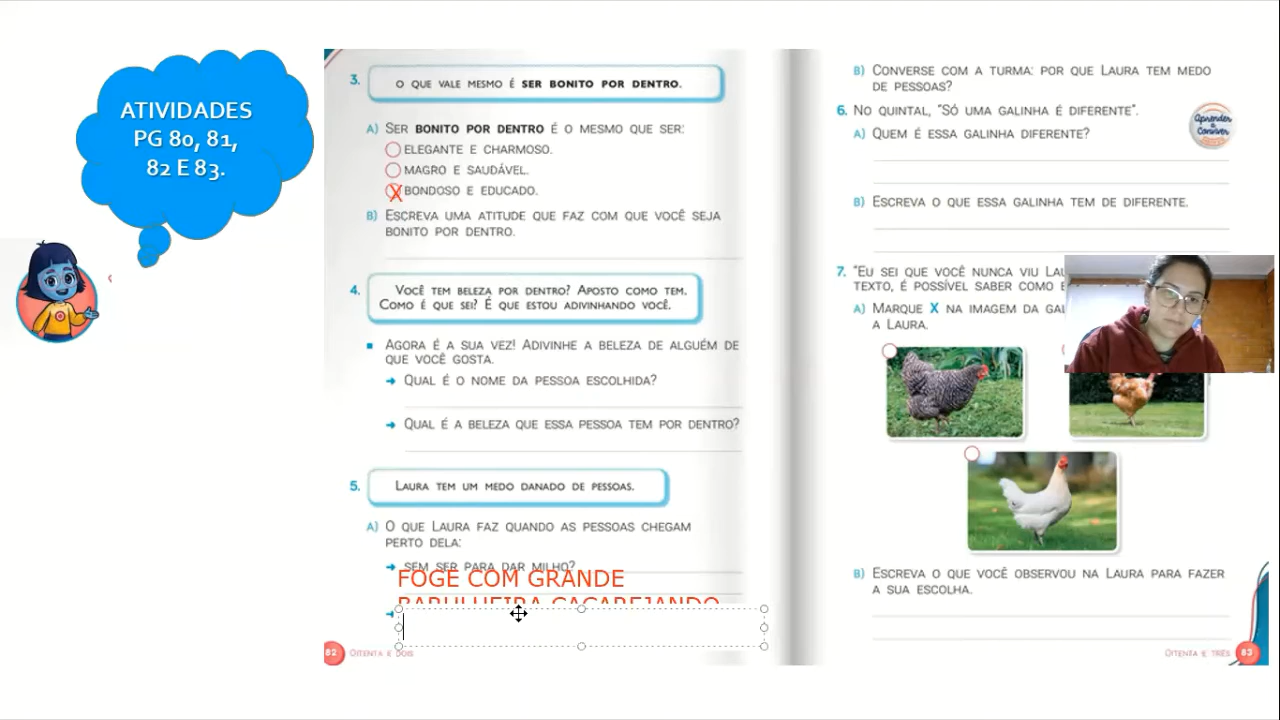 ATIVIDADES
PG 80, 81,
82 E 83.
3.
O QUE VALE MESMO É SER BONITO POR DENTRO.
A) SER BONITO POR DENTRO É O MESMO QUE SER:
ELEGANTE E CHARMOSO.
MAGRO E SAUDÁVEL.
X BONDOSO E EDUCADO.
B) ESCREVA UMA ATITUDE QUE FAZ COM QUE VOCÊ SEJA
BONITO POR DENTRO.
4.
VOCÊ TEM BELEZA POR DENTRO? APOSTO COMO TEM.
COMO É QUE SEI? É QUE ESTOU ADIVINHANDO VOCÊ.
AGORA É A SUA VEZ! ADIVINHE A BELEZA DE ALGUÉM DE
QUE VOCÊ GOSTA.
QUAL É O NOME DA PESSOA ESCOLHIDA?
QUAL É A BELEZA QUE ESSA PESSOA TEM POR DENTRO?
5.
LAURA TEM UM MEDO DANADO DE PESSOAS.
A) O QUE LAURA FAZ QUANDO AS PESSOAS CHEGAM
PERTO DELA:
SEM SER PARA DAR MILHO?
FOGE COM GRANDE
BARULHEIRA CACAREJANDO
82 OITENTA E DOIS
B) CONVERSE COM A TURMA: POR QUE LAURA TEM MEDO
DE PESSOAS?
6. NO QUINTAL, "SÓ UMA GALINHA É DIFERENTE".
Aprender e Conviver
A) QUEM É ESSA GALINHA DIFERENTE?
B) ESCREVA O QUE ESSA GALINHA TEM DE DIFERENTE.
7. "EU SEI QUE VOCÊ NUNCA VIU
TEXTO, É POSSÍVEL SABER COMO
A) MARQUE X NA IMAGEM DA
A LAURA.
B) ESCREVA O QUE VOCÊ OBSERVOU NA LAURA PARA FAZER
A SUA ESCOLHA.
OITENTA E TRÊS 83